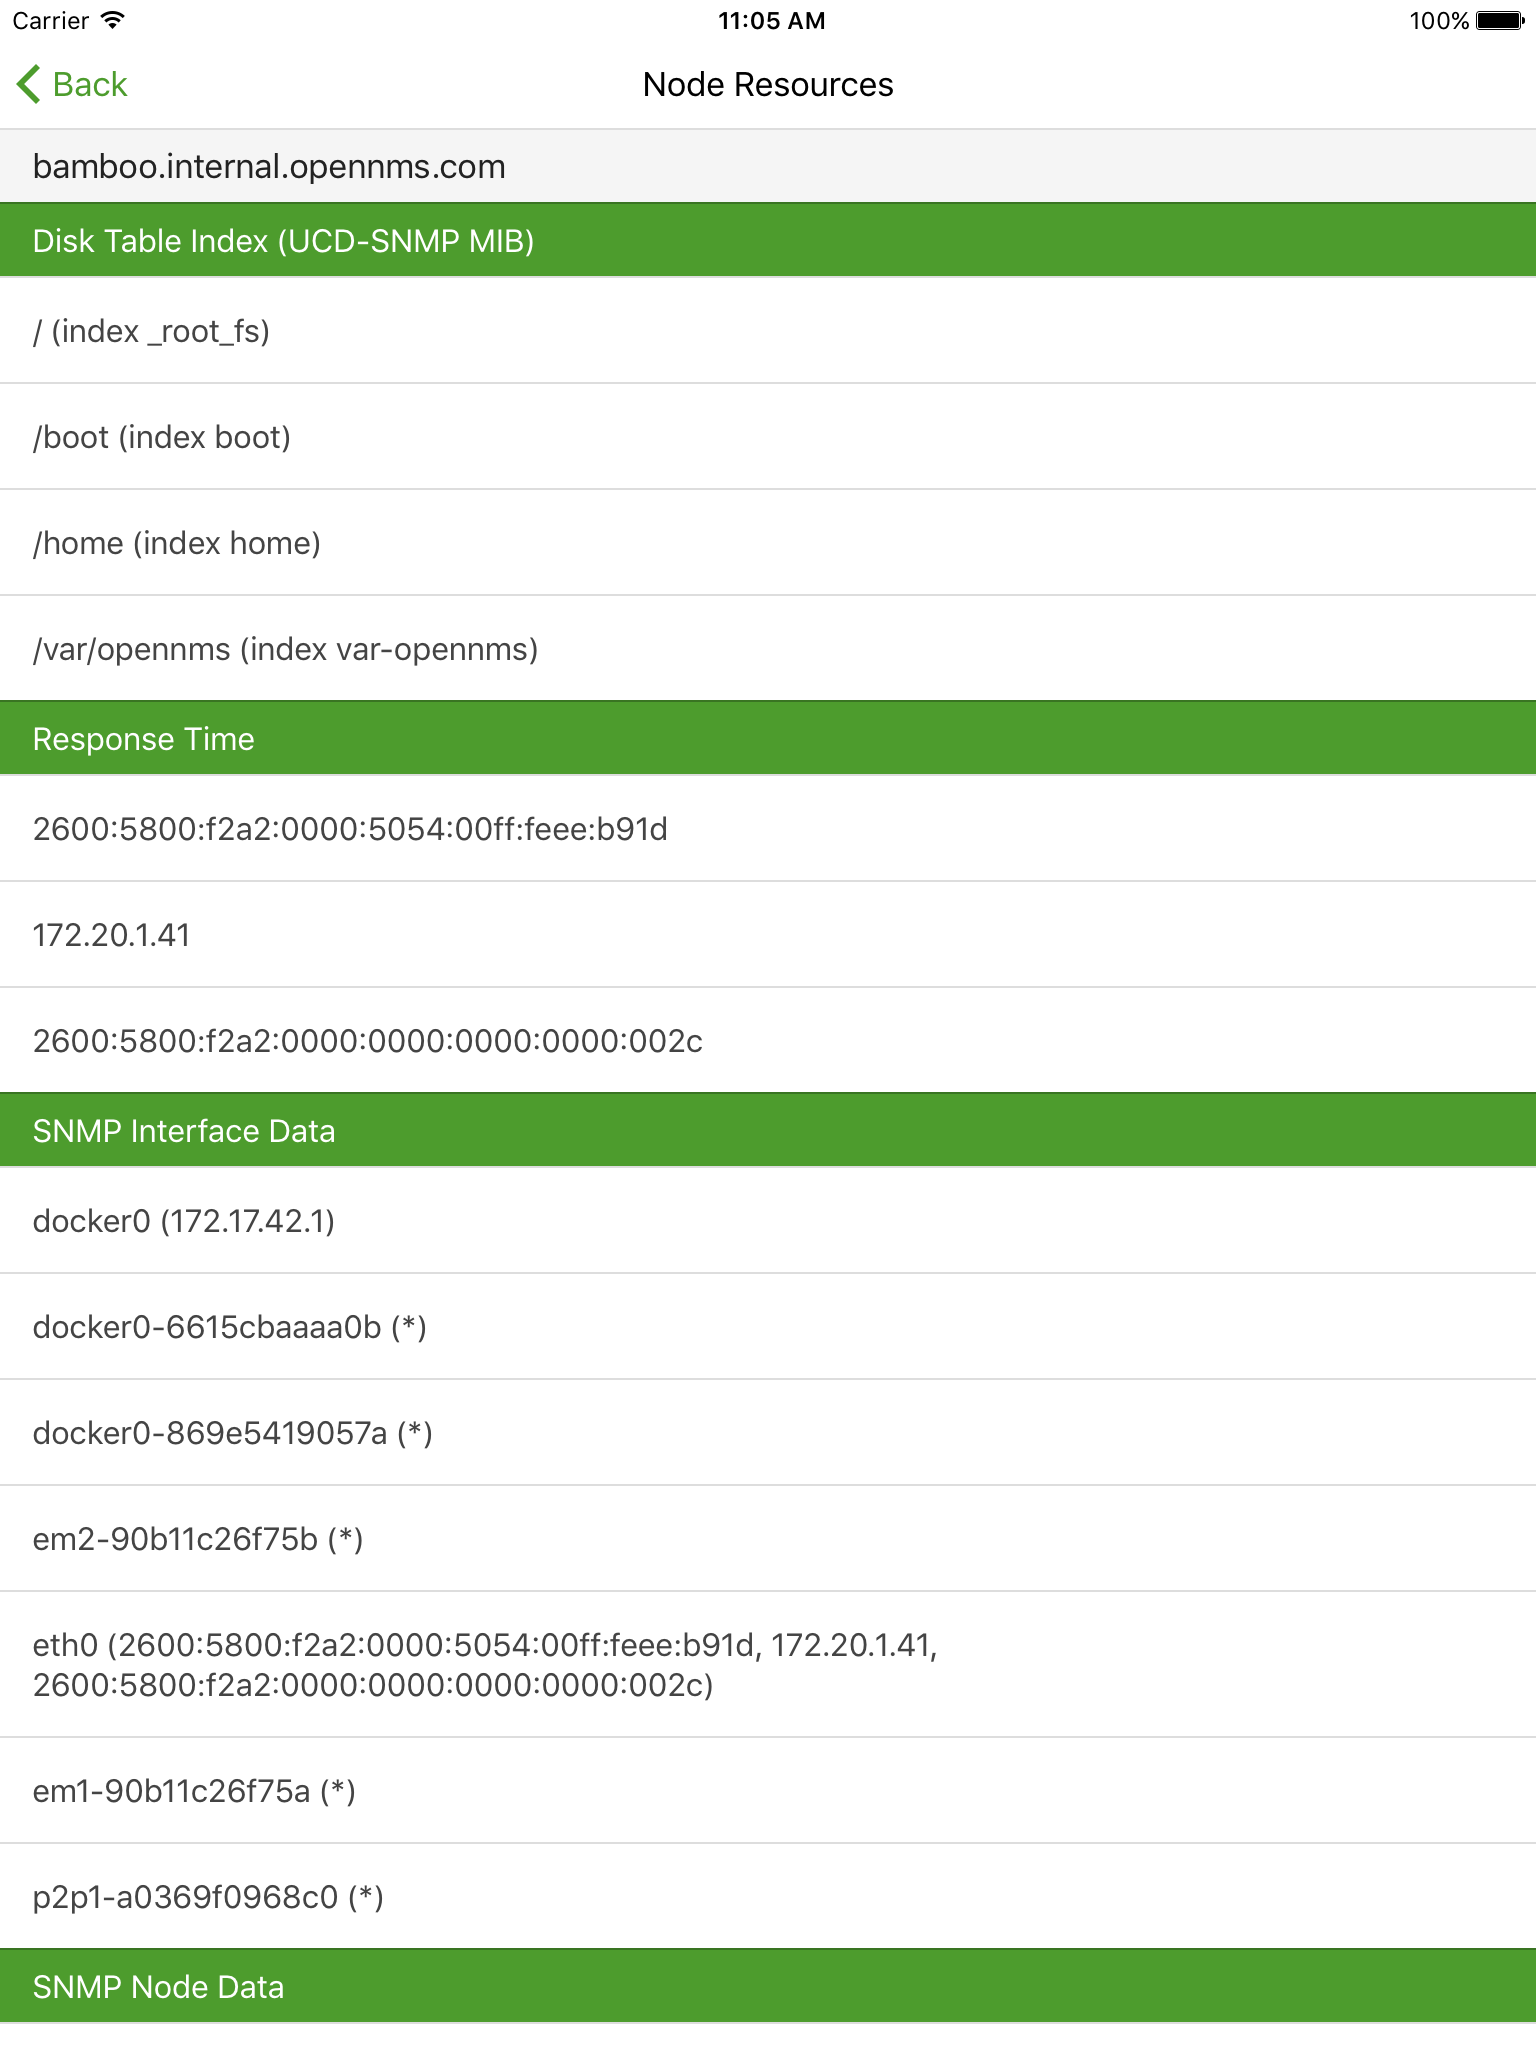 Carrier 11:05 AM 100%
Back Node Resources
bamboo.internal.opennms.com
Disk Table Index (UCD-SNMP MIB)
/ (index _root_fs)
/boot (index boot)
/home (index home)
/var/opennms (index var-opennms)
Response Time
2600:5800:f2a2:0000:5054:00ff:feee:b91d
172.20.1.41
2600:5800:f2a2:0000:0000:0000:0000:002c
SNMP Interface Data
docker0 (172.17.42.1)
docker0-6615cbaaaa0b (*)
docker0-869e5419057a (*)
em2-90b11c26f75b (*)
eth0 (2600:5800:f2a2:0000:5054:00ff:feee:b91d, 172.20.1.41,
2600:5800:f2a2:0000:0000:0000:0000:002c)
em1-90b11c26f75a (*)
p2p1-a0369f0968c0 (*)
SNMP Node Data